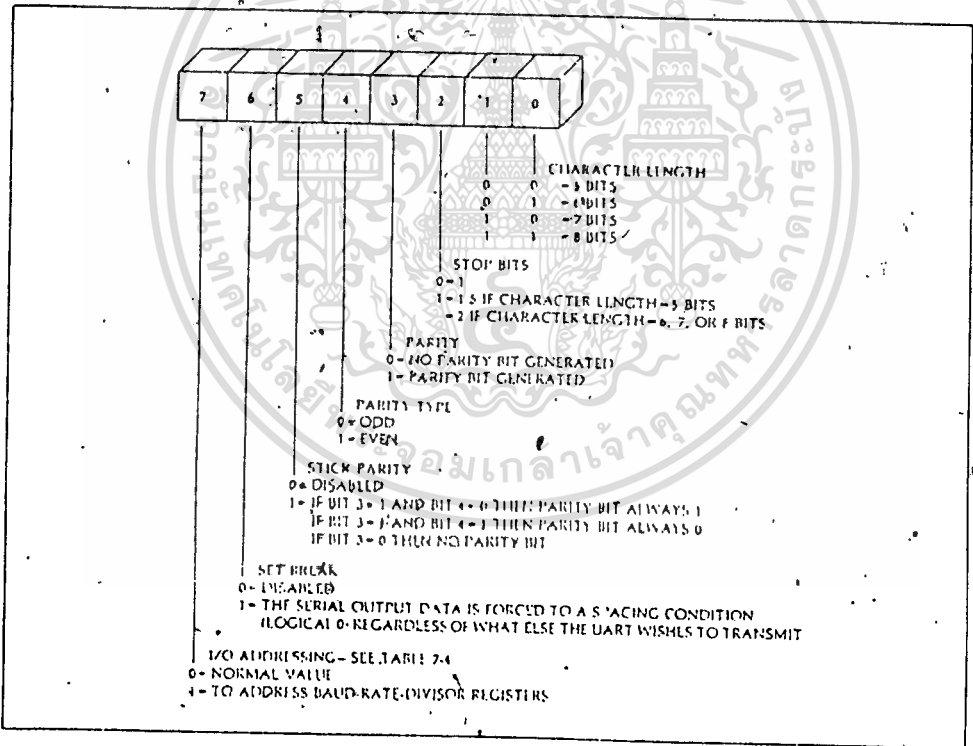 7 6 5 4 3 2 1 0
CHARACTER LENGTH
0 0 = 5 BITS
0 1 = 6 BITS
1 0 = 7 BITS
1 1 = 8 BITS
STOP BITS
0 = 1
1 = 1.5 IF CHARACTER LENGTH = 5 BITS
= 2 IF CHARACTER LENGTH = 6, 7, OR 8 BITS
PARITY
0 = NO PARITY BIT GENERATED
1 = PARITY BIT GENERATED
PARITY TYPE
0 = ODD
1 = EVEN
STICK PARITY
0 = DISABLED
1 = IF BIT 3 = 1 AND BIT 4 = 0 THEN PARITY BIT ALWAYS 1
IF BIT 3 = 1 AND BIT 4 = 1 THEN PARITY BIT ALWAYS 0
IF BIT 3 = 0 THEN NO PARITY BIT
SET BREAK
0 = DISABLED
1 = THE SERIAL OUTPUT DATA IS FORCED TO A SPACING CONDITION
(LOGICAL 0) REGARDLESS OF WHAT ELSE THE UART WISHES TO TRANSMIT
I/O ADDRESSING – SEE TABLE 7-4
0 = NORMAL VALUE
1 = TO ADDRESS BAUD-RATE-DIVISOR REGISTERS